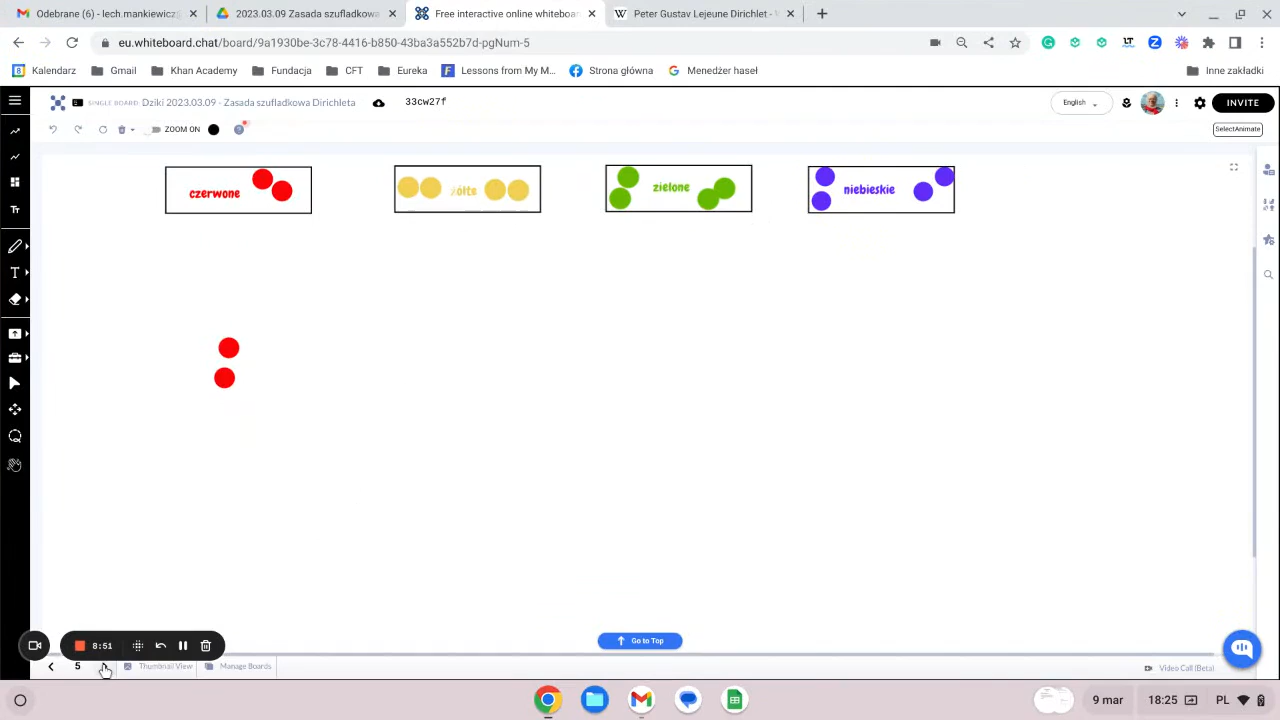 Odebrane (6) - lech.mankiewicz@
2023.03.09 Zasada szufladkowa
Free interactive online whiteboa
Peter Gustav Lejeune Dirichlet -
eu.whiteboard.chat/board/9a1930be-3c78-4416-b850-43ba3a552b7d-pgNum-5
Kalendarz
Gmail
Khan Academy
Fundacja
CFT
Eureka
Lessons from My M...
Strona główna
Menedżer haseł
Inne zakładki
SINGLE BOARD: Dziki 2023.03.09 - Zasada szufladkowa Dirichleta
33cw27f
English
INVITE
ZOOM ON
SelectAnimate
czerwone
żółte
zielone
niebieskie
Go to Top
8:51
5
Thumbnail View
Manage Boards
Video Call (Beta)
9 mar
18:25
PL